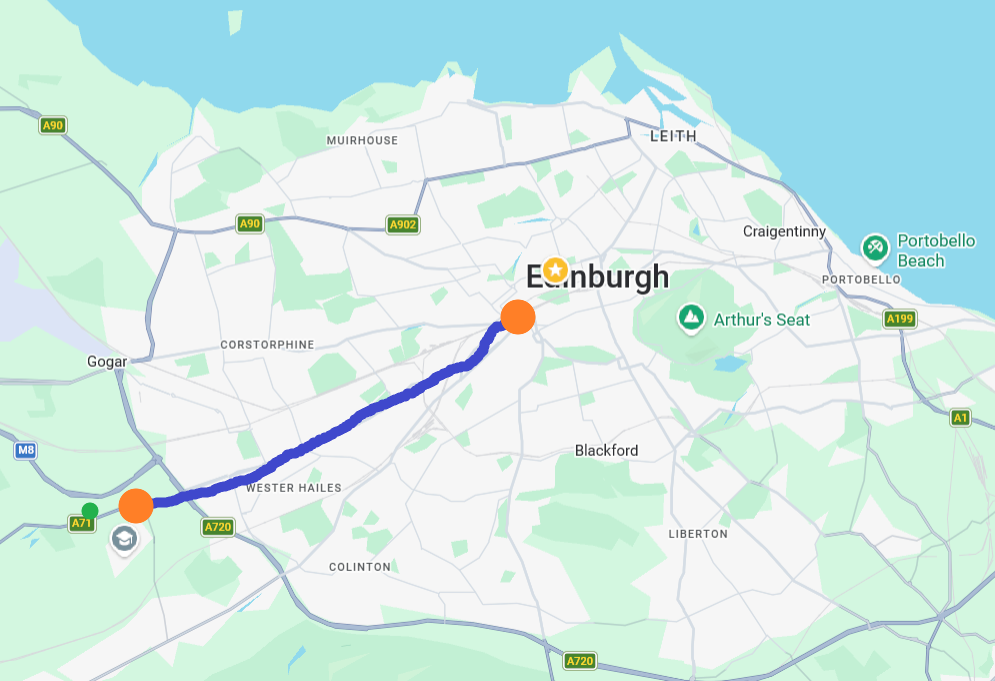 A90
MUIRHOUSE
LEITH
A90
A902
Craigentinny
Portobello
Beach
Edinburgh
PORTOBELLO
Arthur's Seat
A199
CORSTORPHINE
Gogar
A1
M8
Blackford
WESTER HAILES
A71
A720
LIBERTON
COLINTON
A720